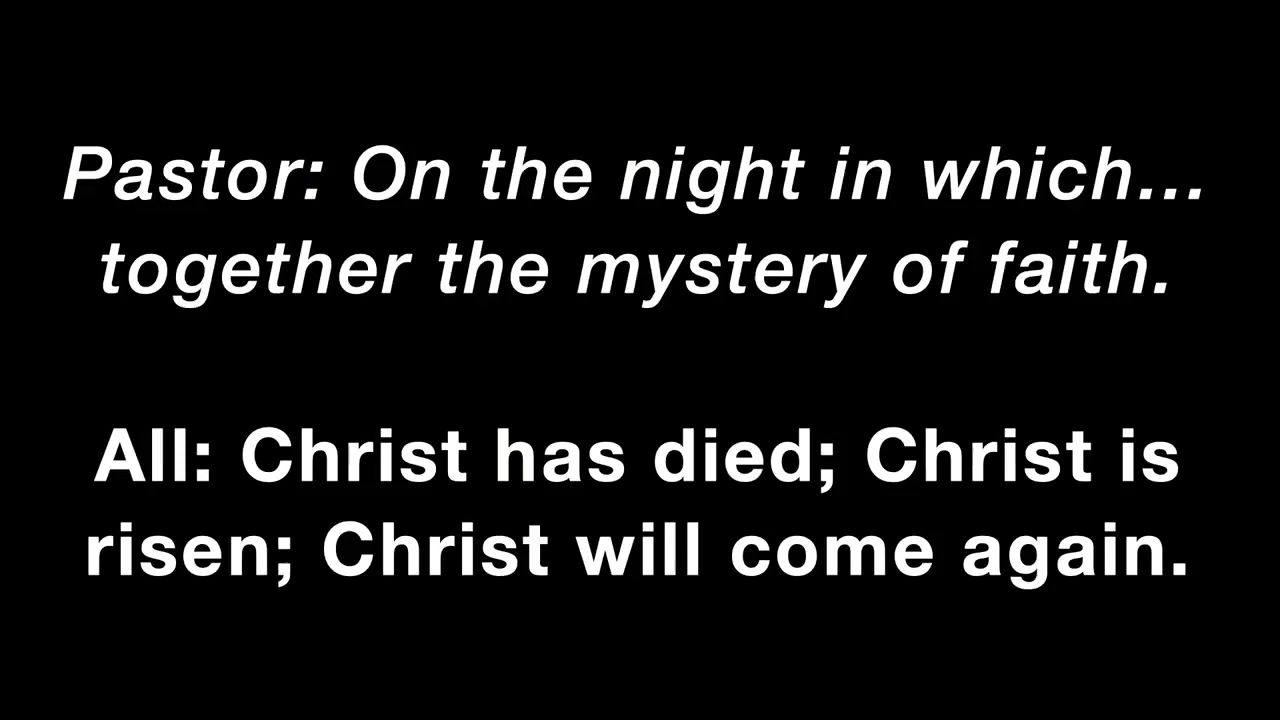 Pastor: On the night in which...
together the mystery of faith.
All: Christ has died; Christ is
risen; Christ will come again.